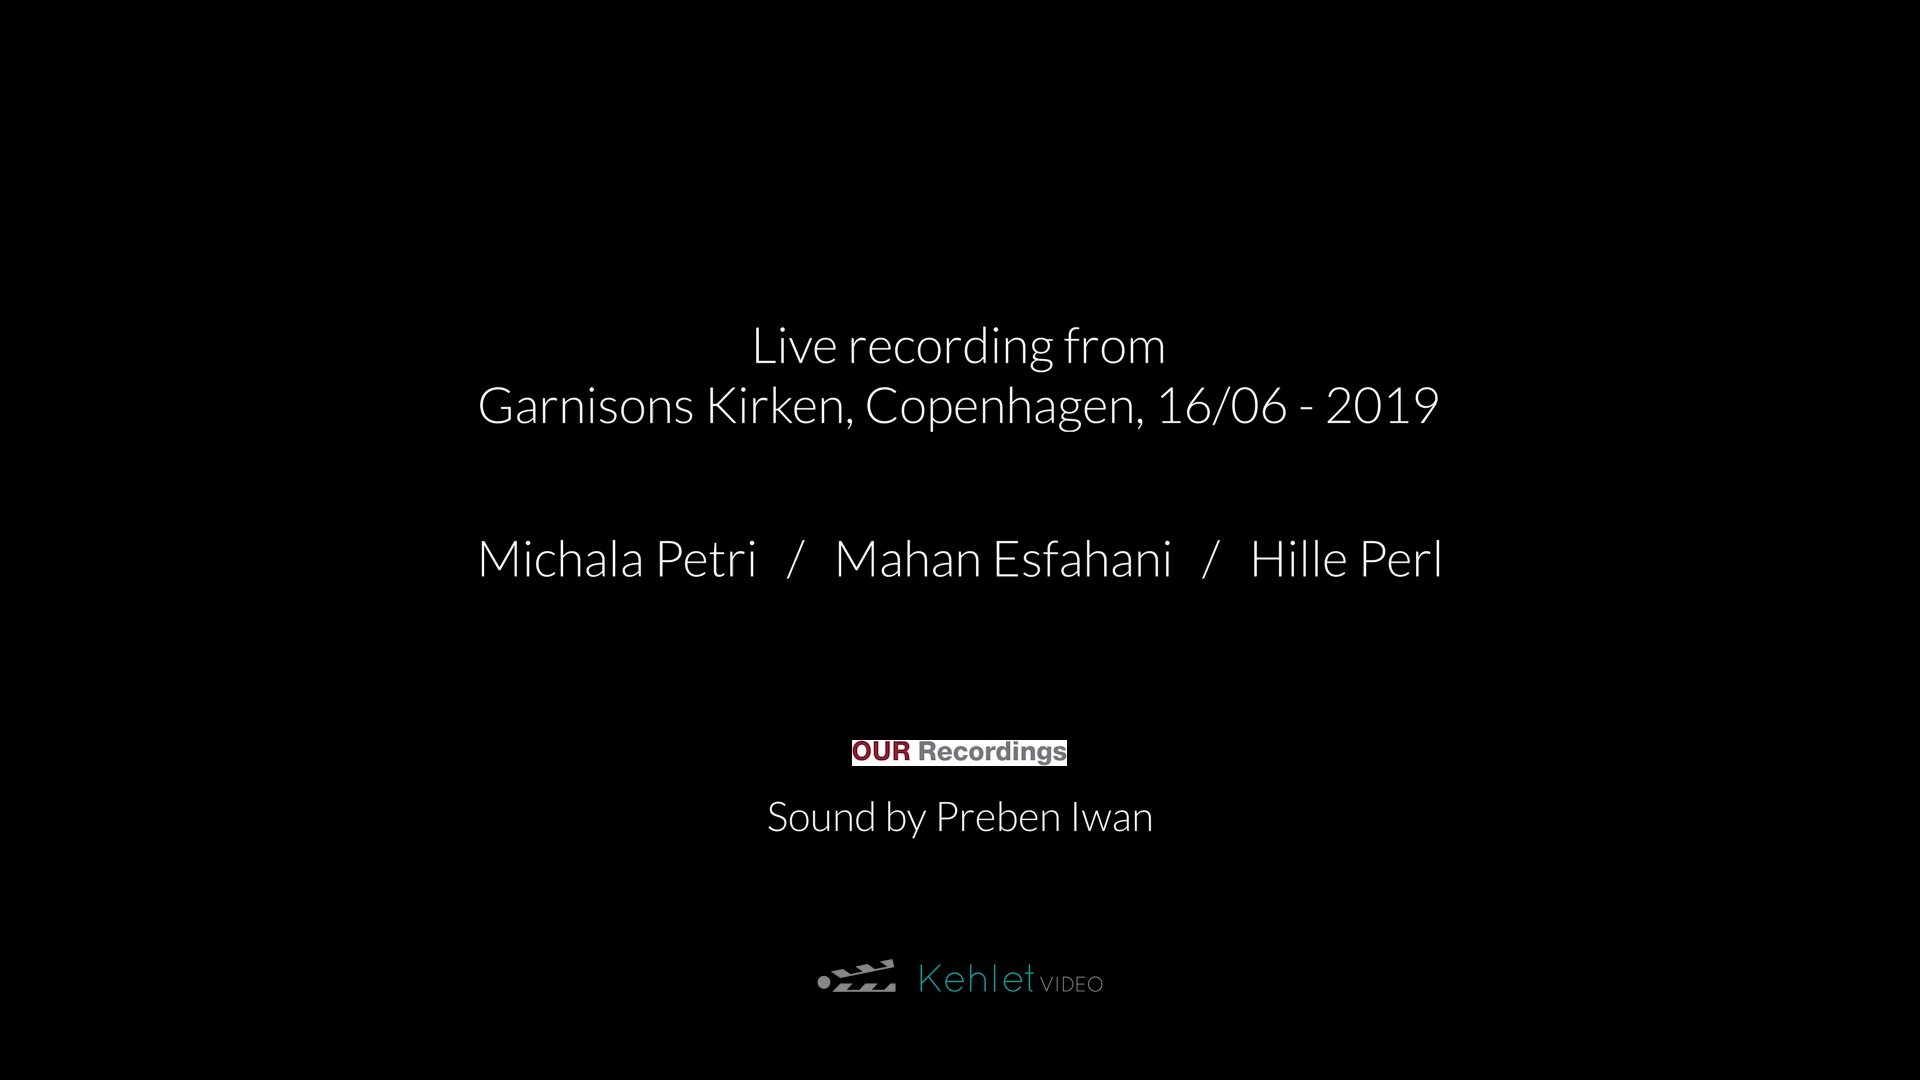 Live recording from
Garnisons Kirken, Copenhagen, 16/06 - 2019
Michala Petri / Mahan Esfahani / Hille Perl
OUR Recordings
Sound by Preben Iwan
Kehlet VIDEO